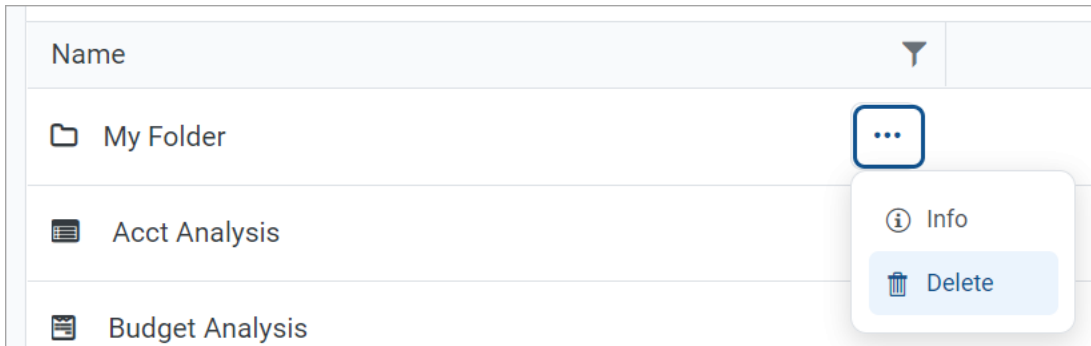 Name
My Folder
Acct Analysis
Info
Delete
Budget Analysis